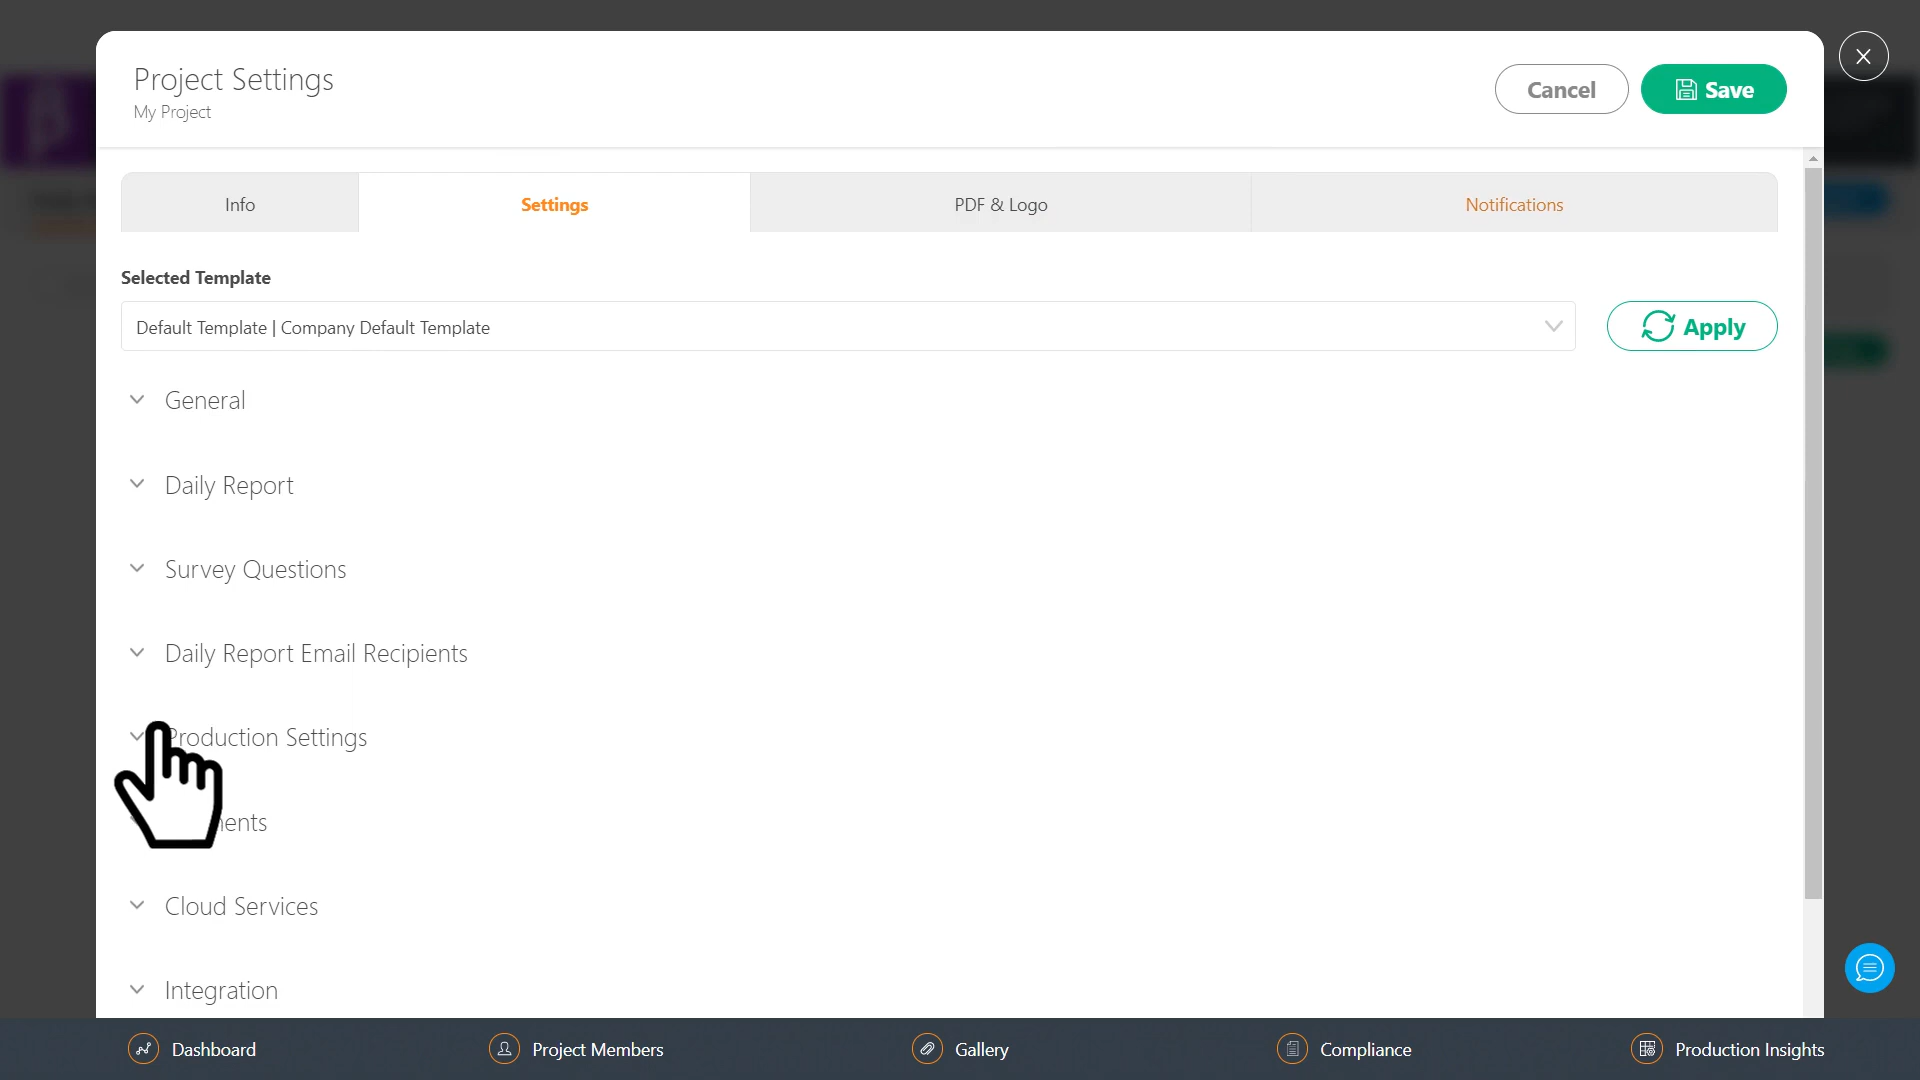 Project Settings
My Project
Cancel
Save
Info
Settings
PDF & Logo
Notifications
Selected Template
Default Template | Company Default Template
Apply
General
Daily Report
Survey Questions
Daily Report Email Recipients
Production Settings
Cloud Services
Integration
Dashboard
Project Members
Gallery
Compliance
Production Insights